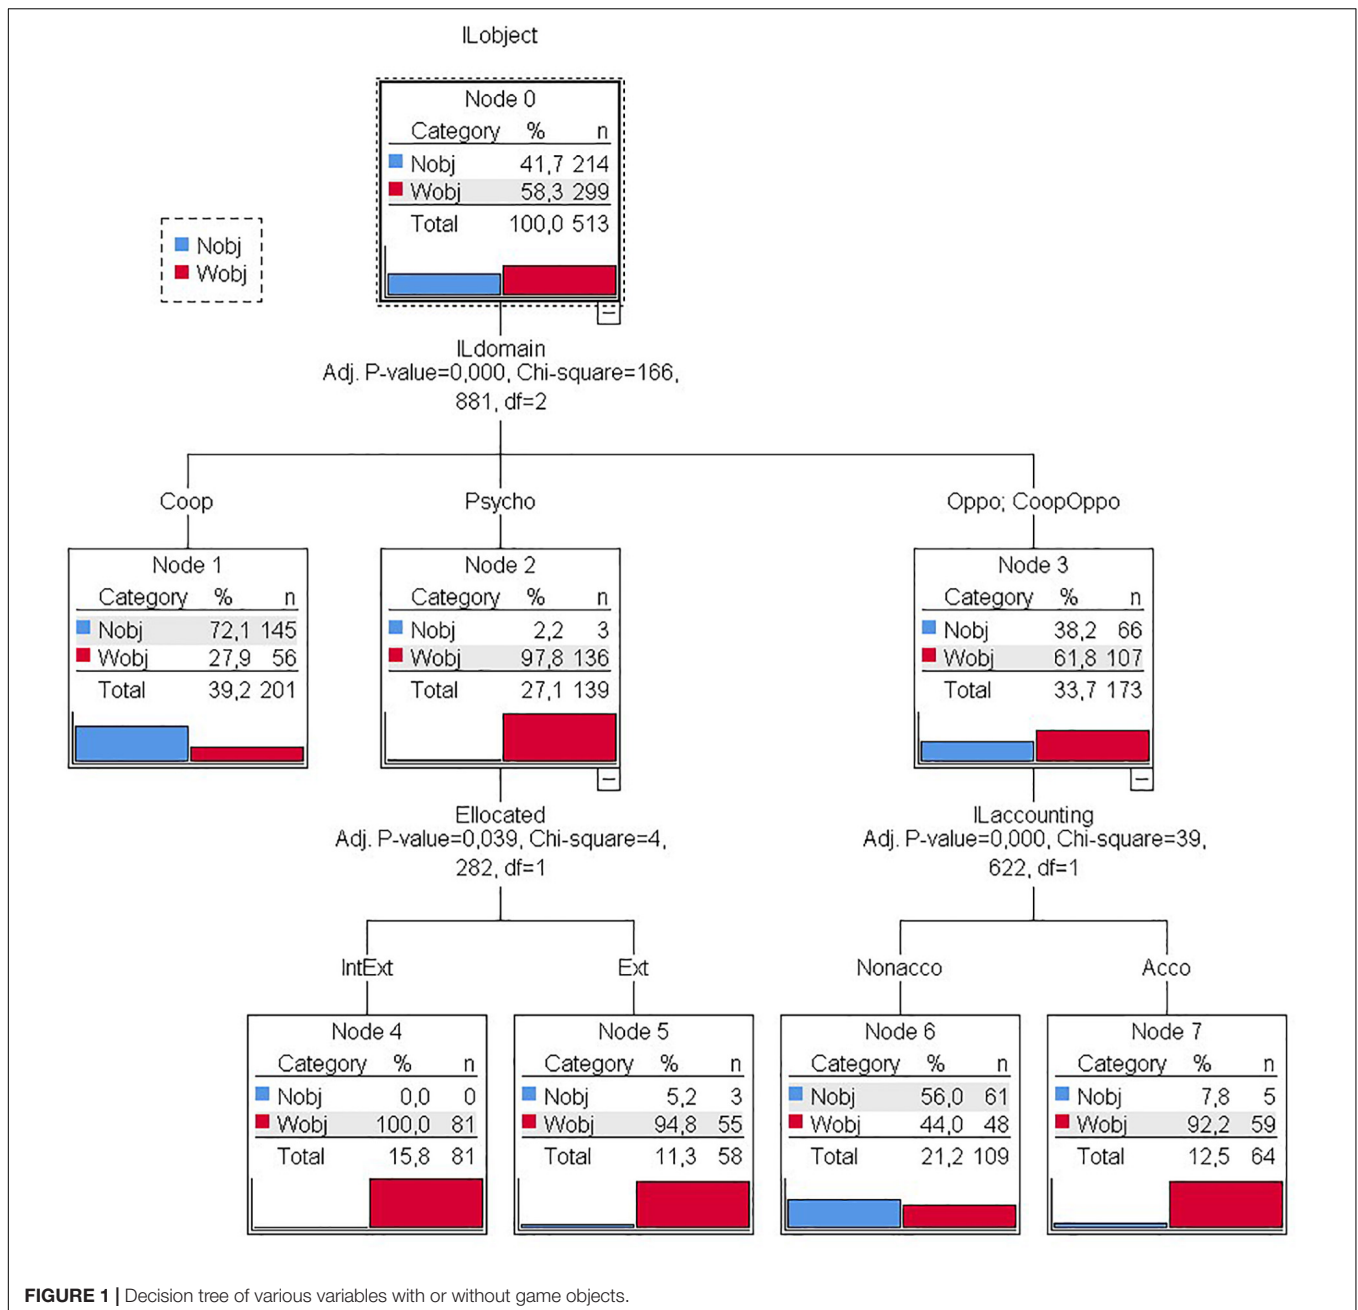 ILobject
Node 0
Category % n
Nobj 41,7 214
Wobj 58,3 299
Total 100,0 513
Nobj
Wobj
ILdomain
Adj. P-value=0,000, Chi-square=166,
881, df=2
Coop Psycho Oppo; CoopOppo
Node 1
Category % n
Nobj 72,1 145
Wobj 27,9 56
Total 39,2 201
Node 2
Category % n
Nobj 2,2 3
Wobj 97,8 136
Total 27,1 139
Node 3
Category % n
Nobj 38,2 66
Wobj 61,8 107
Total 33,7 173
Ellocated
Adj. P-value=0,039, Chi-square=4,
282, df=1
ILaccounting
Adj. P-value=0,000, Chi-square=39,
622, df=1
IntExt Ext Nonacco Acco
Node 4
Category % n
Nobj 0,0 0
Wobj 100,0 81
Total 15,8 81
Node 5
Category % n
Nobj 5,2 3
Wobj 94,8 55
Total 11,3 58
Node 6
Category % n
Nobj 56,0 61
Wobj 44,0 48
Total 21,2 109
Node 7
Category % n
Nobj 7,8 5
Wobj 92,2 59
Total 12,5 64
FIGURE 1 | Decision tree of various variables with or without game objects.